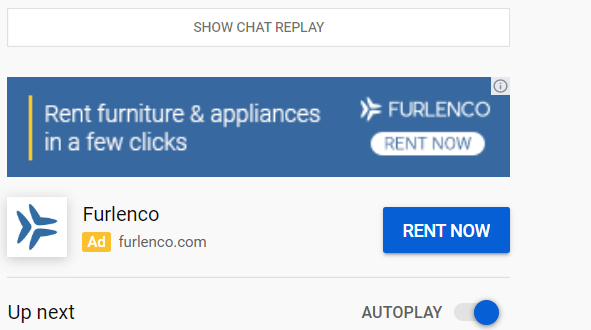 SHOW CHAT REPLAY
Rent furniture & appliances
in a few clicks
FURLENCO
RENT NOW
Furlenco
Ad furlenco.com
RENT NOW
Up next
AUTOPLAY